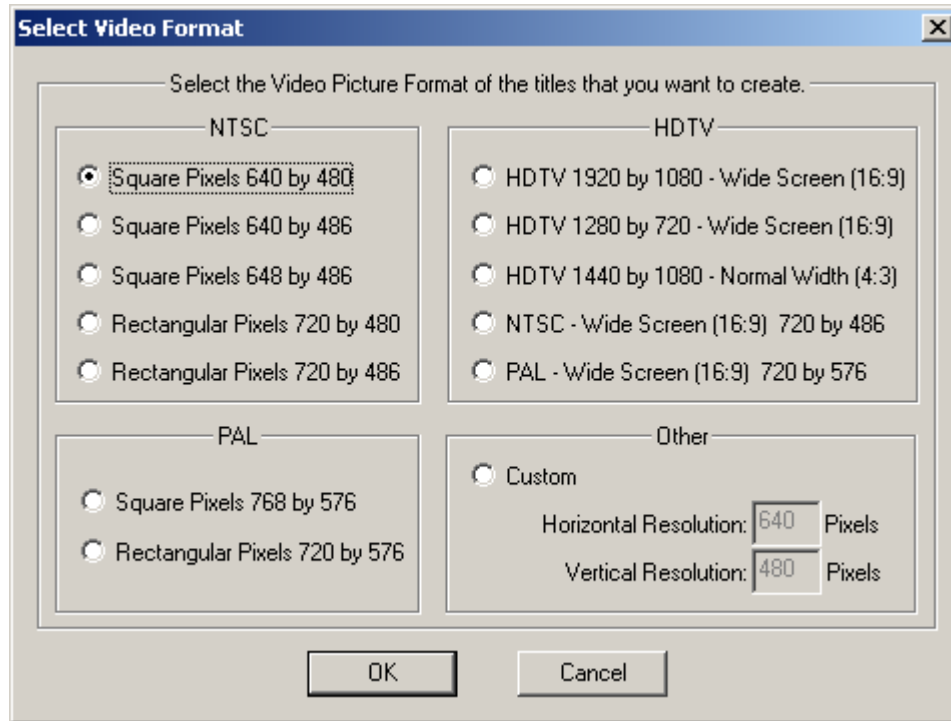 Select Video Format
Select the Video Picture Format of the titles that you want to create.
NTSC
Square Pixels 640 by 480
Square Pixels 640 by 486
Square Pixels 648 by 486
Rectangular Pixels 720 by 480
Rectangular Pixels 720 by 486
HDTV
HDTV 1920 by 1080 - Wide Screen (16:9)
HDTV 1280 by 720 - Wide Screen (16:9)
HDTV 1440 by 1080 - Normal Width (4:3)
NTSC - Wide Screen (16:9)  720 by 486
PAL - Wide Screen (16:9)  720 by 576
PAL
Square Pixels 768 by 576
Rectangular Pixels 720 by 576
Other
Custom
Horizontal Resolution: 640 Pixels
Vertical Resolution: 480 Pixels
OK Cancel